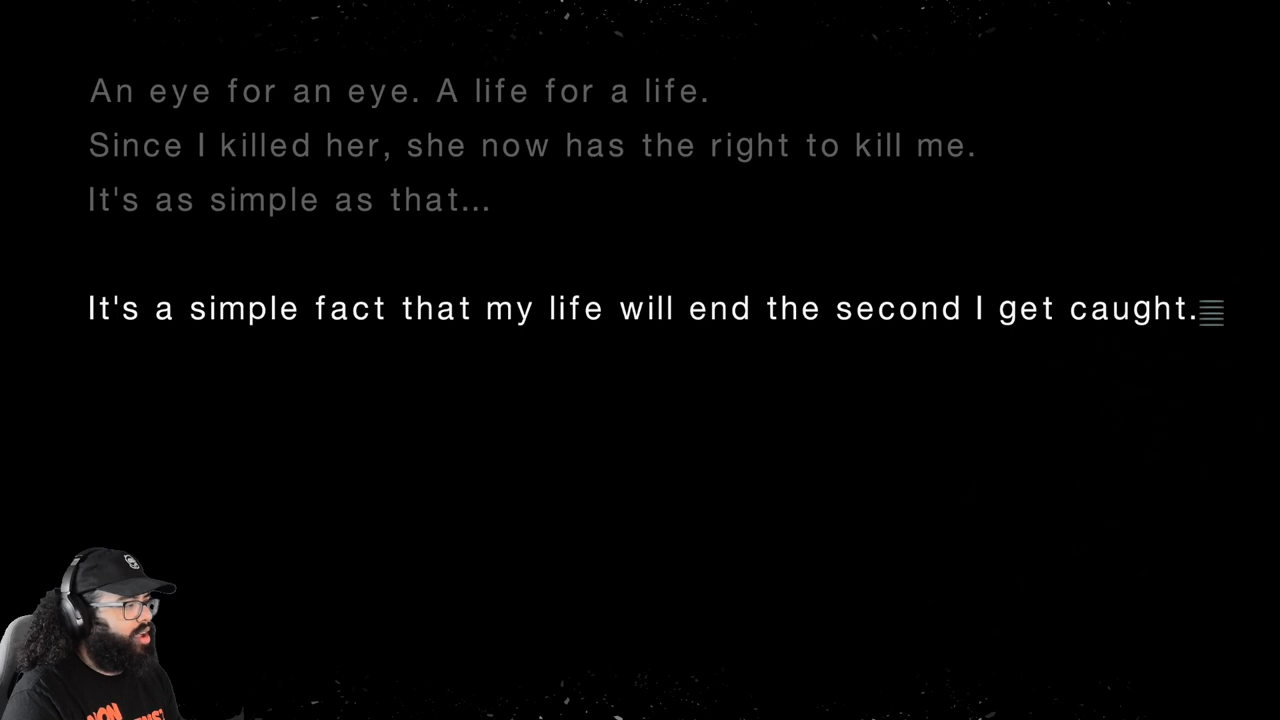 An eye for an eye. A life for a life.
Since I killed her, she now has the right to kill me.
It's as simple as that...
It's a simple fact that my life will end the second I get caught.